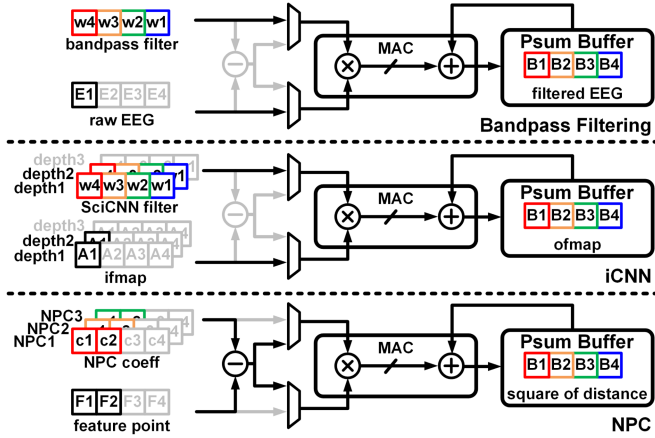 w4 w3 w2 w1
bandpass filter
E1 E2 E3 E4
raw EEG
MAC
Psum Buffer
B1 B2 B3 B4
filtered EEG
Bandpass Filtering
depth3
depth2
depth1
w4 w3 w2 w1
SciCNN filter
depth3
depth2
depth1
A1
ifmap
MAC
Psum Buffer
B1 B2 B3 B4
ofmap
iCNN
NPC3
NPC2
NPC1
c1 c2 c3 c4
NPC coeff
F1 F2 F3 F4
feature point
MAC
Psum Buffer
B1 B2 B3 B4
square of distance
NPC